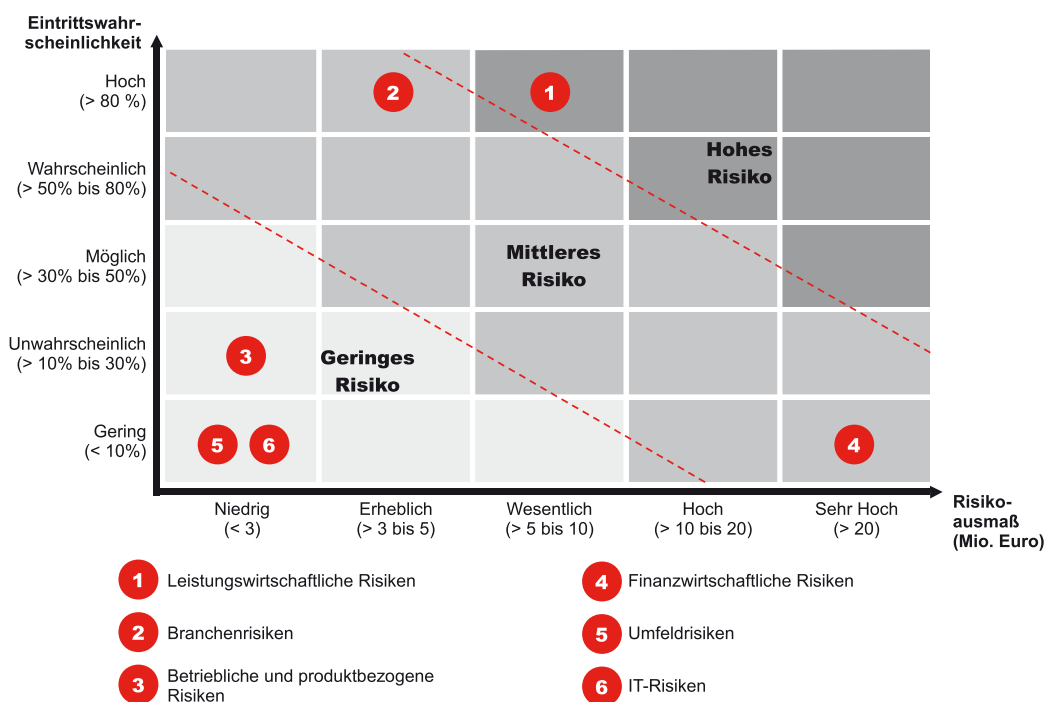 Eintrittswahr-
scheinlichkeit
Hoch
(> 80 %)
2
1
Wahrscheinlich
(> 50% bis 80%)
Hohes
Risiko
Möglich
(> 30% bis 50%)
Mittleres
Risiko
Unwahrscheinlich
(> 10% bis 30%)
3
Geringes
Risiko
Gering
(< 10%)
5
6
4
Niedrig
(< 3)
Erheblich
(> 3 bis 5)
Wesentlich
(> 5 bis 10)
Hoch
(> 10 bis 20)
Sehr Hoch
(> 20)
Risiko-
ausmaß
(Mio. Euro)
1 Leistungswirtschaftliche Risiken
2 Branchenrisiken
3 Betriebliche und produktbezogene
Risiken
4 Finanzwirtschaftliche Risiken
5 Umfeldrisiken
6 IT-Risiken